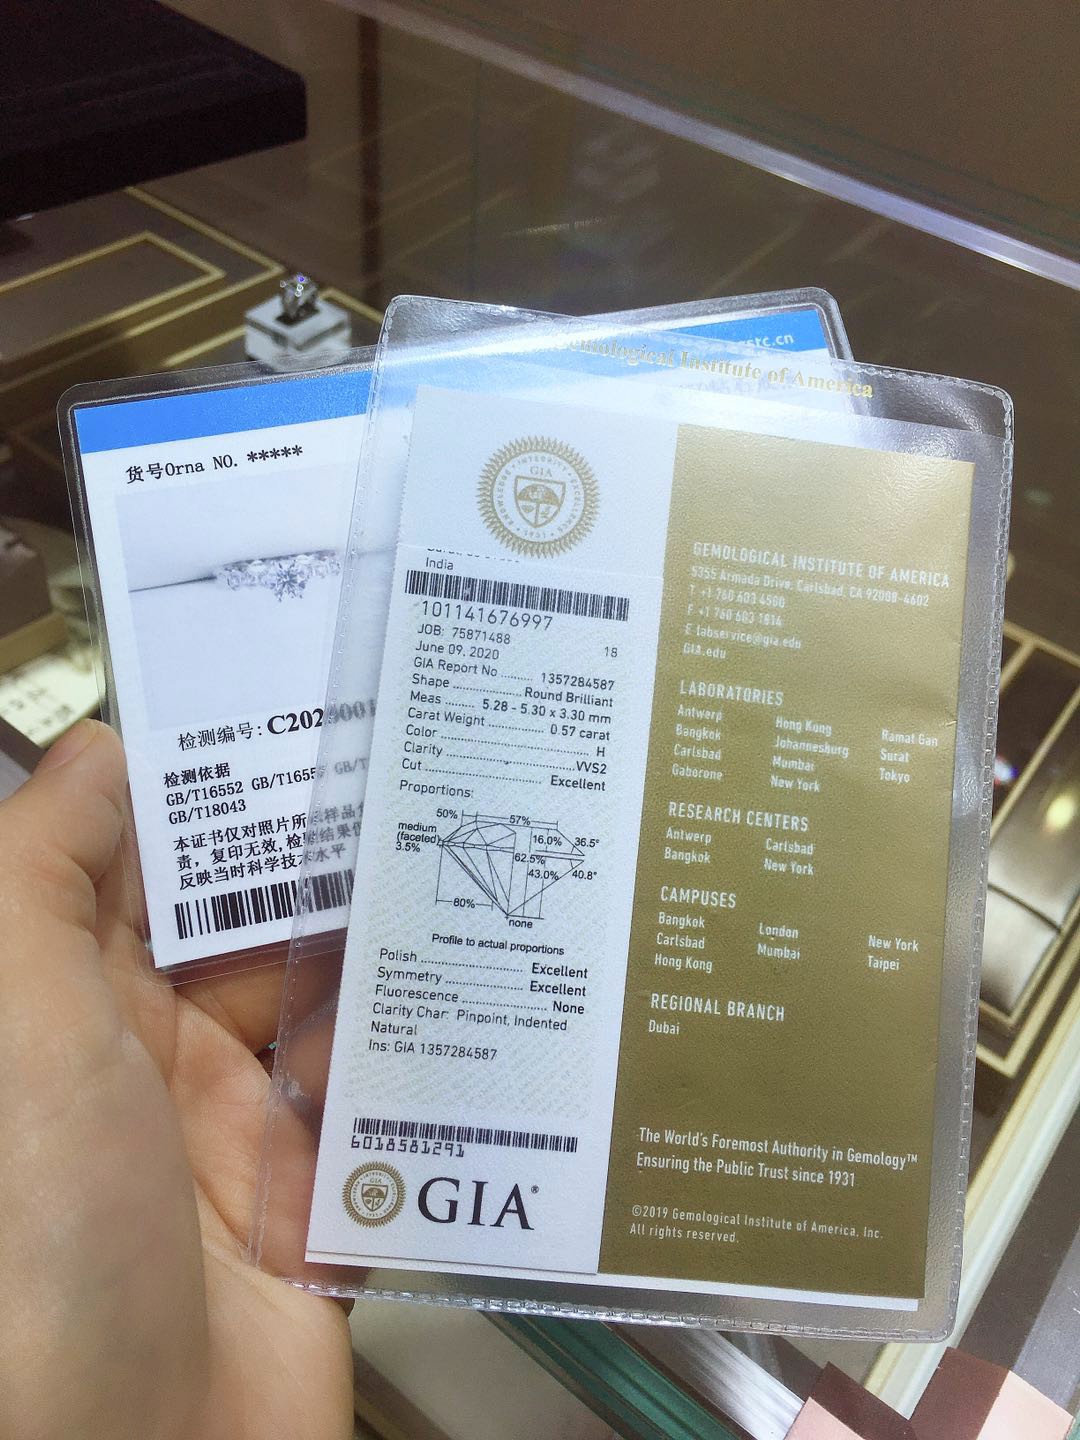 stc.cn
Gemological Institute of America
货号Orna NO. *****
检测编号:C202
检测依据
GB/T16552 GB/T1655
GB/T18043
本证书仅对照片所
责，复印无效,检 结果
反映当时科学技术水平
KNOWLEDGE • INTEGRITY • EXCELLENCE
GIA
1931
India
101141676997
JOB: 75871488
18
June 09, 2020
GIA Report No ........ 1357284587
Shape ............ Round Brilliant
Meas ...... 5.28 - 5.30 x 3.30 mm
Carat Weight ............ 0.57 carat
Color ............ H
Clarity ............ VVS2
Cut ............ Excellent
Proportions:
50%
57%
medium
(faceted)
3.5%
16.0%
36.5°
62.5%
43.0%
40.8°
80%
none
Profile to actual proportions
Polish ............ Excellent
Symmetry ............ Excellent
Fluorescence ............ None
Clarity Char: Pinpoint, Indented
Natural
Ins: GIA 1357284587
6018581291
GIA®
GEMOLOGICAL INSTITUTE OF AMERICA
5355 Armada Drive, Carlsbad, CA 92008-4602
T +1 760 603 4500
F +1 760 603 1814
E labservice@gia.edu
GIA.edu
LABORATORIES
Antwerp Hong Kong Ramat Gan
Bangkok Johannesburg Surat
Carlsbad Mumbai Tokyo
Gaborone New York
RESEARCH CENTERS
Antwerp Carlsbad
Bangkok New York
CAMPUSES
Bangkok London New York
Carlsbad Mumbai Taipei
Hong Kong
REGIONAL BRANCH
Dubai
The World's Foremost Authority in Gemology™
Ensuring the Public Trust since 1931
©2019 Gemological Institute of America, Inc.
All rights reserved.